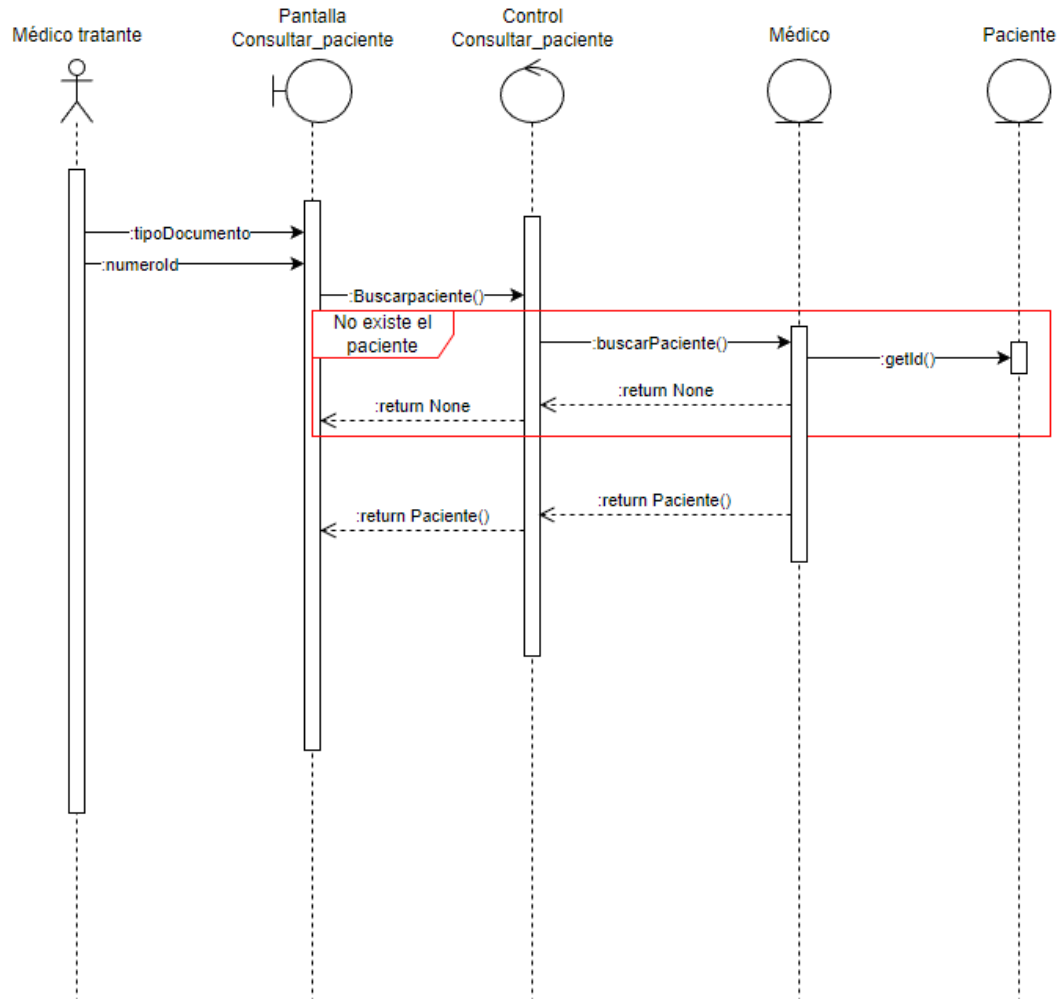 Médico tratante
Pantalla
Consultar_paciente
Control
Consultar_paciente
Médico
Paciente
:tipoDocumento
:numeroId
:Buscarpaciente()
No existe el
paciente
:buscarPaciente()
:getId()
:return None
:return None
:return Paciente()
:return Paciente()